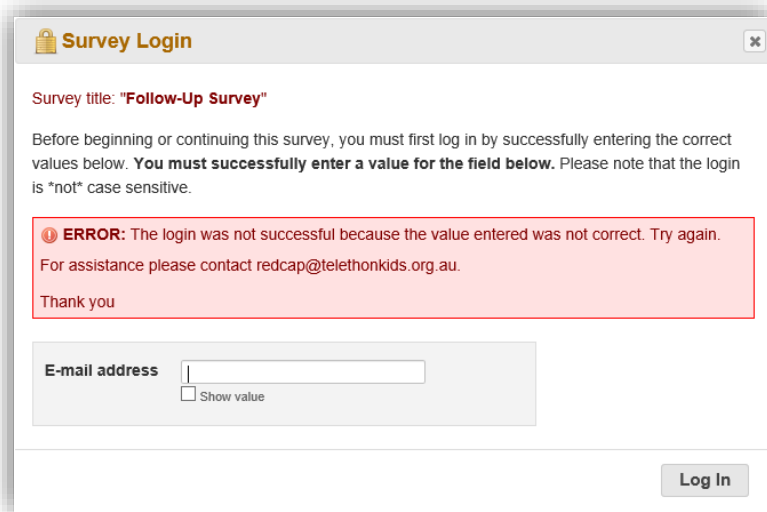 Survey Login
Survey title: "Follow-Up Survey"
Before beginning or continuing this survey, you must first log in by successfully entering the correct
values below. You must successfully enter a value for the field below. Please note that the login
is *not* case sensitive.
ERROR: The login was not successful because the value entered was not correct. Try again.
For assistance please contact redcap@telethonkids.org.au.
Thank you
E-mail address
Show value
Log In